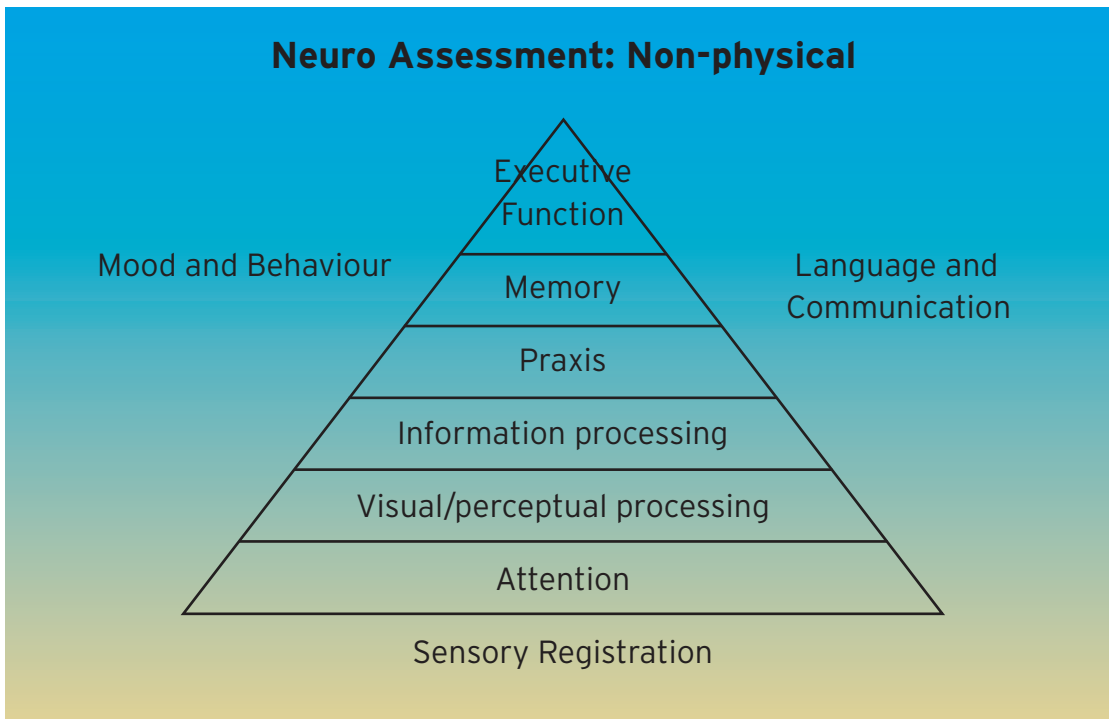 Neuro Assessment: Non-physical
Executive
Function
Mood and Behaviour
Language and
Communication
Memory
Praxis
Information processing
Visual/perceptual processing
Attention
Sensory Registration